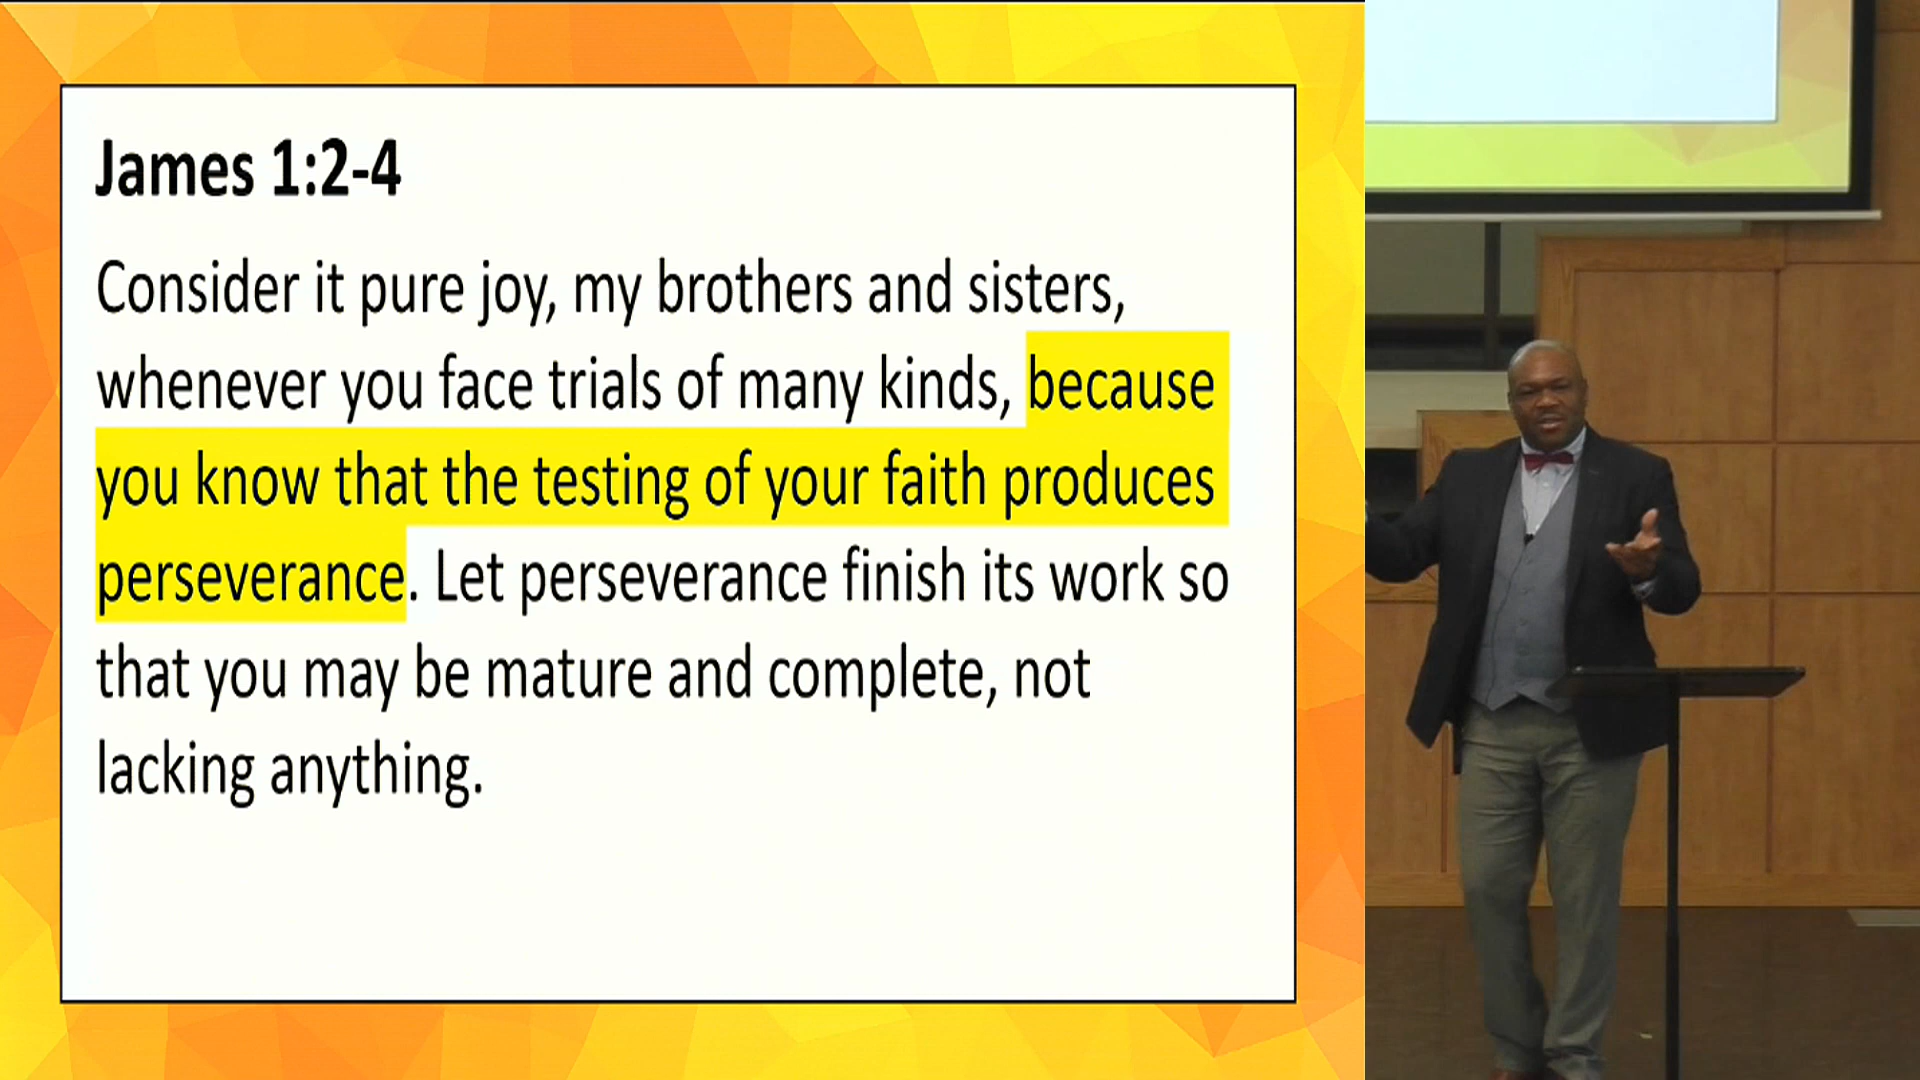 James 1:2-4
Consider it pure joy, my brothers and sisters,
whenever you face trials of many kinds, because
you know that the testing of your faith produces
perseverance. Let perseverance finish its work so
that you may be mature and complete, not
lacking anything.